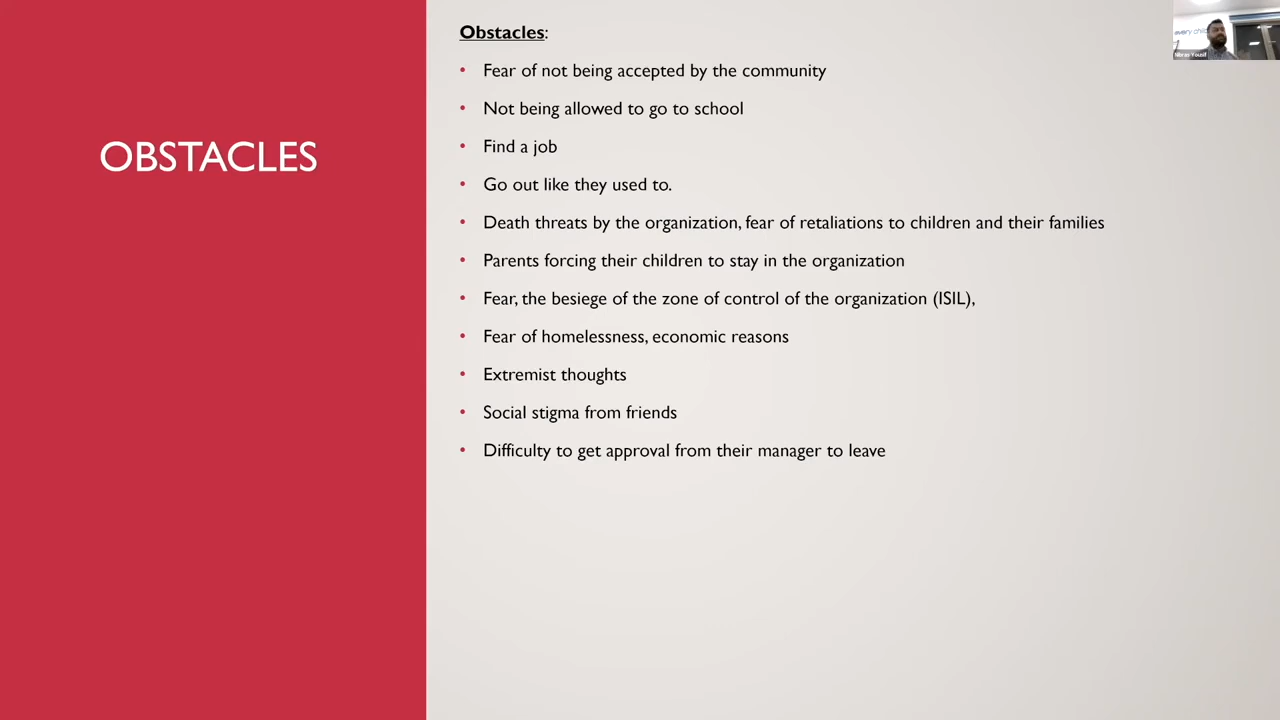 OBSTACLES
Obstacles:
• Fear of not being accepted by the community
• Not being allowed to go to school
• Find a job
• Go out like they used to.
• Death threats by the organization, fear of retaliations to children and their families
• Parents forcing their children to stay in the organization
• Fear, the besiege of the zone of control of the organization (ISIL),
• Fear of homelessness, economic reasons
• Extremist thoughts
• Social stigma from friends
• Difficulty to get approval from their manager to leave
every child
Yousif